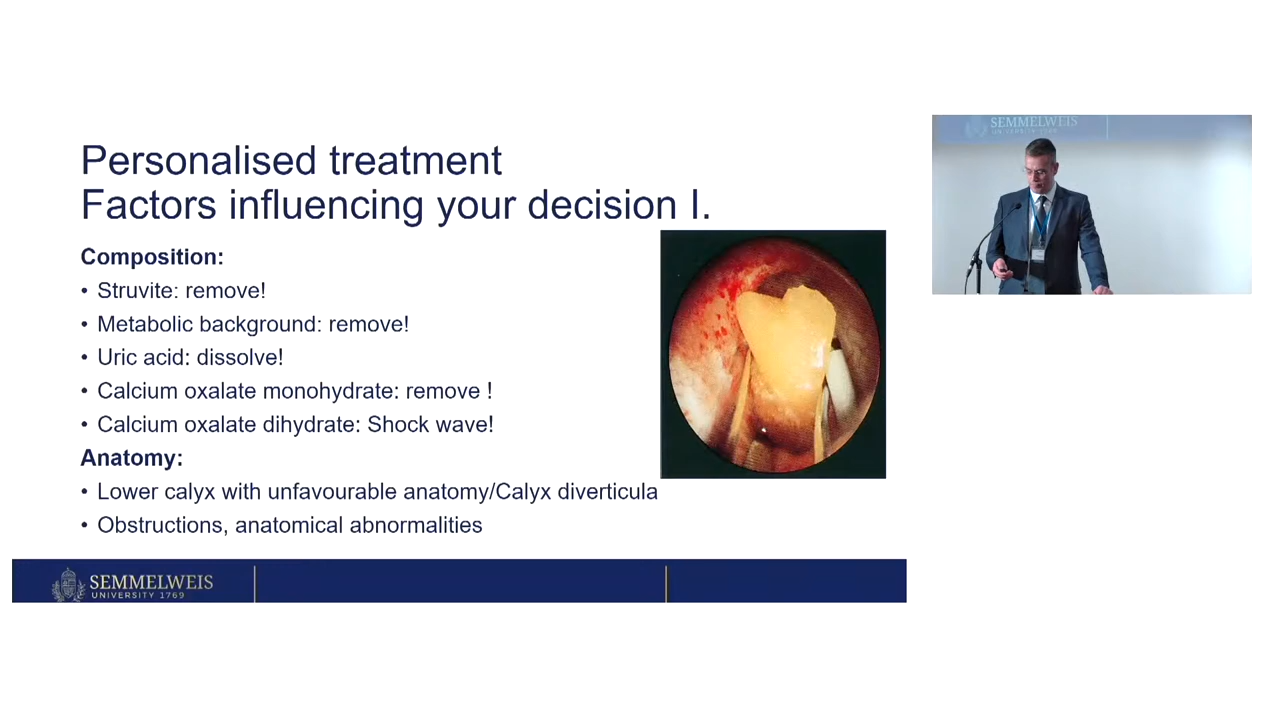 Personalised treatment
Factors influencing your decision I.
Composition:
• Struvite: remove!
• Metabolic background: remove!
• Uric acid: dissolve!
• Calcium oxalate monohydrate: remove !
• Calcium oxalate dihydrate: Shock wave!
Anatomy:
• Lower calyx with unfavourable anatomy/Calyx diverticula
• Obstructions, anatomical abnormalities
SEMMELWEIS
UNIVERSITY 1769
SEMMELWEIS
UNIVERSITY 1769